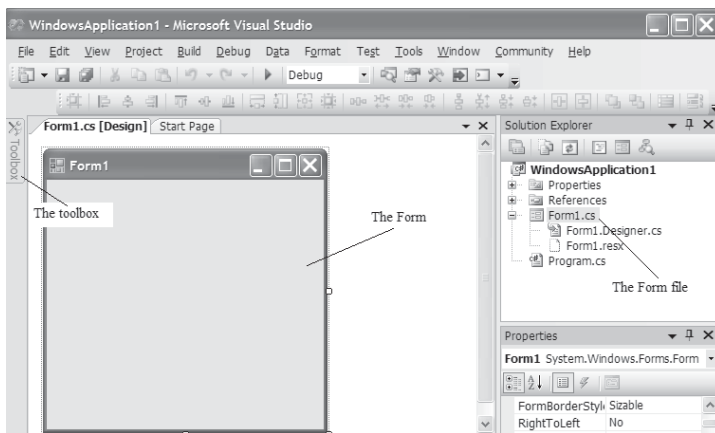 WindowsApplication1 - Microsoft Visual Studio
File Edit View Project Build Debug Data Format Test Tools Window Community Help
Debug
Form1.cs [Design] Start Page
Toolbox
Form1
The toolbox
The Form
Solution Explorer
WindowsApplication1
Properties
References
Form1.cs
Form1.Designer.cs
Form1.resx
Program.cs
The Form file
Properties
Form1 System.Windows.Forms.Form
FormBorderStyl Sizable
RightToLeft No